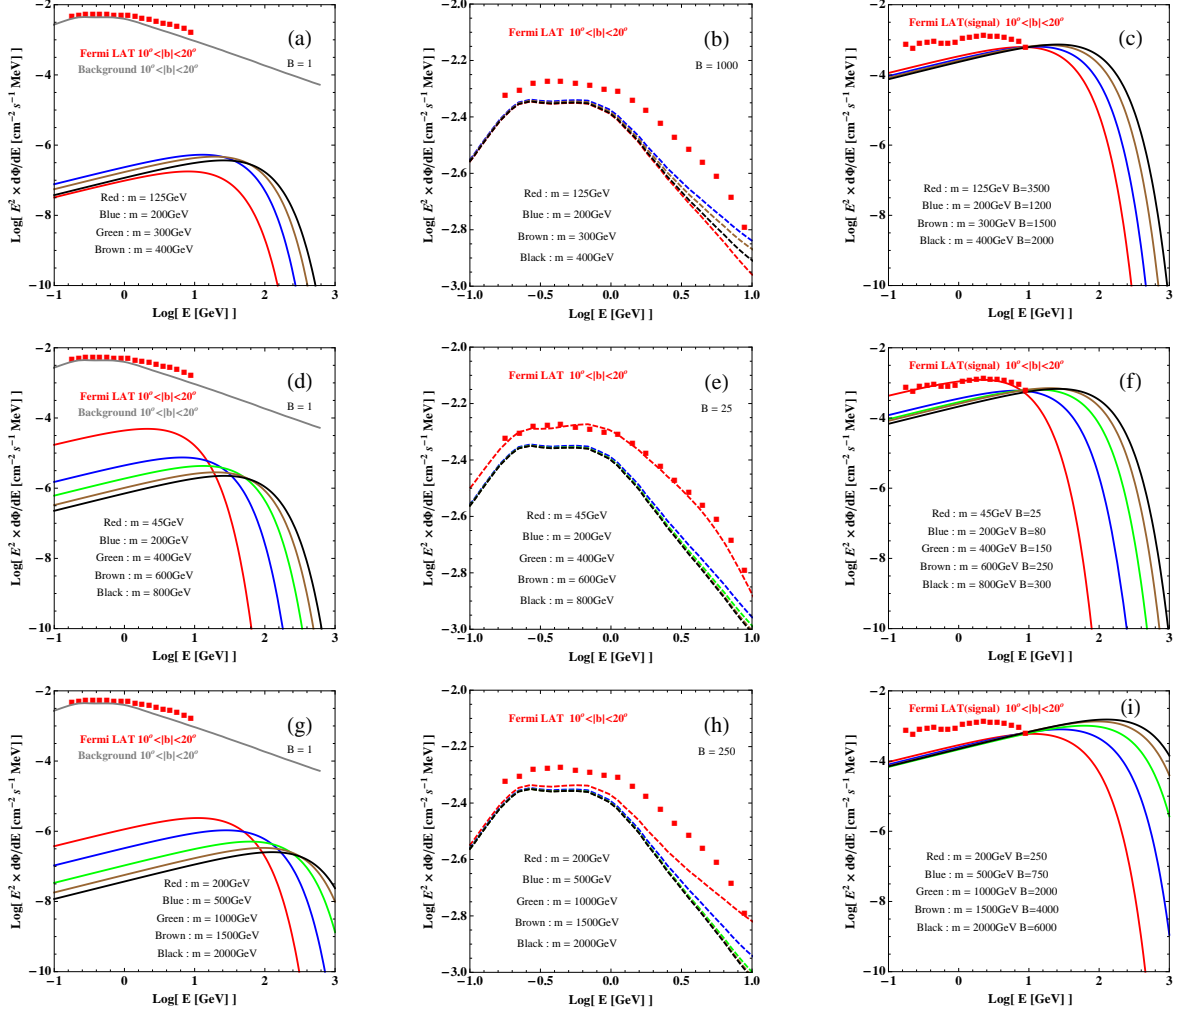 (a)
Fermi LAT 10°<|b|<20°
Background 10°<|b|<20°
B = 1
Red : m = 125GeV
Blue : m = 200GeV
Green : m = 300GeV
Brown : m = 400GeV
Log[ E² × dΦ/dE [cm⁻² s⁻¹ MeV] ]
-2
-4
-6
-8
-10
-1 0 1 2 3
Log[ E [GeV] ]
(b)
Fermi LAT 10°<|b|<20°
B = 1000
Red : m = 125GeV
Blue : m = 200GeV
Brown : m = 300GeV
Black : m = 400GeV
Log[ E² × dΦ/dE [cm⁻² s⁻¹ MeV] ]
-2.0
-2.2
-2.4
-2.6
-2.8
-3.0
-1.0 -0.5 0.0 0.5 1.0
Log[ E [GeV] ]
(c)
Fermi LAT(signal) 10°<|b|<20°
Red : m = 125GeV B=3500
Blue : m = 200GeV B=1200
Brown : m = 300GeV B=1500
Black : m = 400GeV B=2000
Log[ E² × dΦ/dE [cm⁻² s⁻¹ MeV] ]
-2
-4
-6
-8
-10
-1 0 1 2 3
Log[ E [GeV] ]
(d)
Fermi LAT 10°<|b|<20°
Background 10°<|b|<20°
B = 1
Red : m = 45GeV
Blue : m = 200GeV
Green : m = 400GeV
Brown : m = 600GeV
Black : m = 800GeV
Log[ E² × dΦ/dE [cm⁻² s⁻¹ MeV] ]
-2
-4
-6
-8
-10
-1 0 1 2 3
Log[ E [GeV] ]
(e)
Fermi LAT 10°<|b|<20°
B = 25
Red : m = 45GeV
Blue : m = 200GeV
Green : m = 400GeV
Brown : m = 600GeV
Black : m = 800GeV
Log[ E² × dΦ/dE [cm⁻² s⁻¹ MeV] ]
-2.0
-2.2
-2.4
-2.6
-2.8
-3.0
-1.0 -0.5 0.0 0.5 1.0
Log[ E [GeV] ]
(f)
Fermi LAT(signal) 10°<|b|<20°
Red : m = 45GeV B=25
Blue : m = 200GeV B=80
Green : m = 400GeV B=150
Brown : m = 600GeV B=250
Black : m = 800GeV B=300
Log[ E² × dΦ/dE [cm⁻² s⁻¹ MeV] ]
-2
-4
-6
-8
-10
-1 0 1 2 3
Log[ E [GeV] ]
(g)
Fermi LAT 10°<|b|<20°
Background 10°<|b|<20°
B = 1
Red : m = 200GeV
Blue : m = 500GeV
Green : m = 1000GeV
Brown : m = 1500GeV
Black : m = 2000GeV
Log[ E² × dΦ/dE [cm⁻² s⁻¹ MeV] ]
-2
-4
-6
-8
-10
-1 0 1 2 3
Log[ E [GeV] ]
(h)
Fermi LAT 10°<|b|<20°
B = 250
Red : m = 200GeV
Blue : m = 500GeV
Green : m = 1000GeV
Brown : m = 1500GeV
Black : m = 2000GeV
Log[ E² × dΦ/dE [cm⁻² s⁻¹ MeV] ]
-2.0
-2.2
-2.4
-2.6
-2.8
-3.0
-1.0 -0.5 0.0 0.5 1.0
Log[ E [GeV] ]
(i)
Fermi LAT(signal) 10°<|b|<20°
Red : m = 200GeV B=250
Blue : m = 500GeV B=750
Green : m = 1000GeV B=2000
Brown : m = 1500GeV B=4000
Black : m = 2000GeV B=6000
Log[ E² × dΦ/dE [cm⁻² s⁻¹ MeV] ]
-2
-4
-6
-8
-10
-1 0 1 2 3
Log[ E [GeV] ]